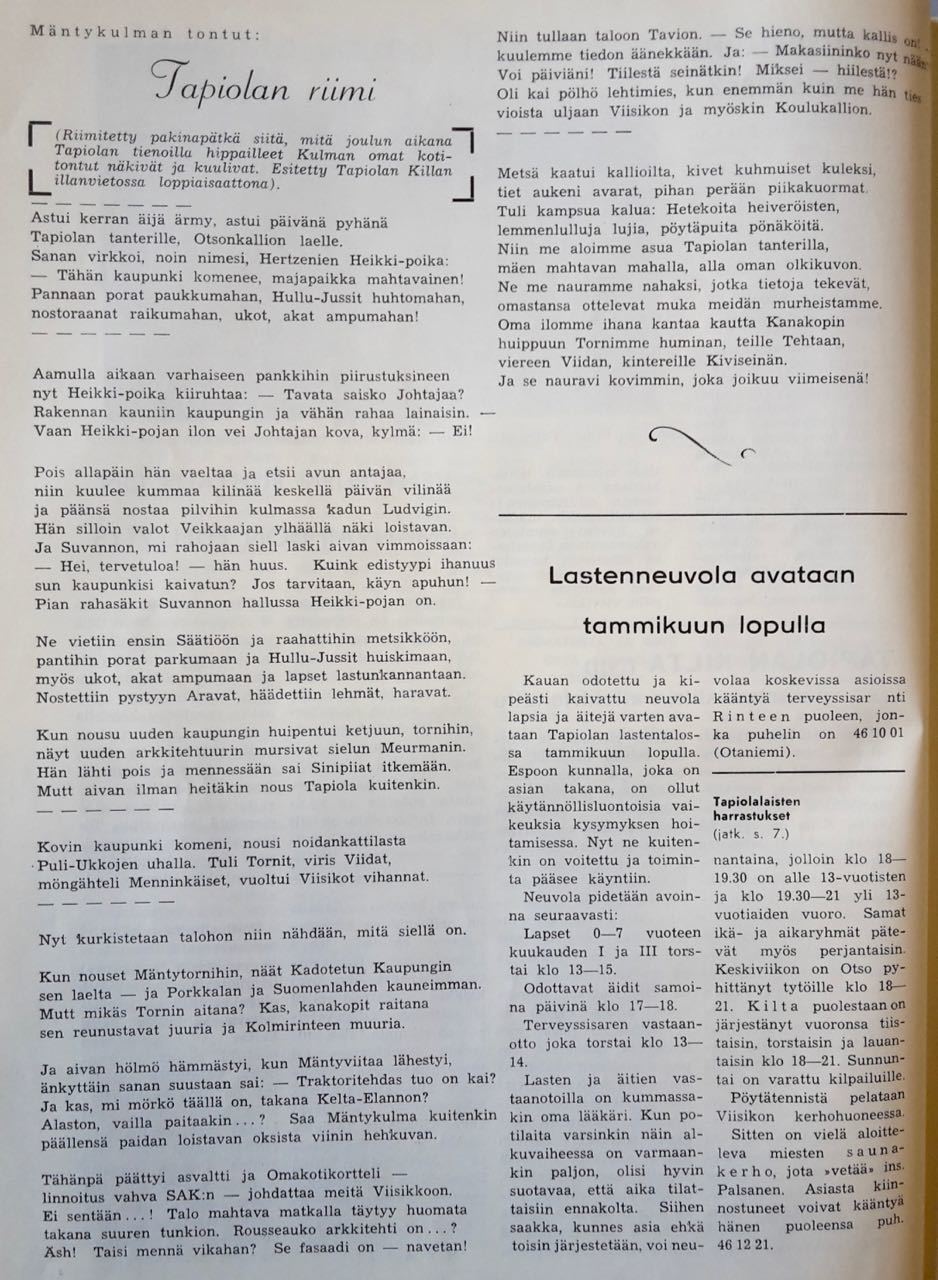 Mäntykulman tontut:
Tapiolan riimi
(Riimitetty pakinapätkä siitä, mitä joulun aikana
Tapiolan tienoilla hippailleet Kulman omat koti-
tontut näkivät ja kuulivat. Esitetty Tapiolan Killan
illanvietossa loppiaisaattona).
— — — — — — —
Astui kerran äijä ärmy, astui päivänä pyhänä
Tapiolan tanterille, Otsonkallion laelle.
Sanan virkkoi, noin nimesi, Hertzenien Heikki-poika:
— Tähän kaupunki komenee, majapaikka mahtavainen!
Pannaan porat paukkumahan, Hullu-Jussit huhtomahan,
nostoraanat raikumahan, ukot, akat ampumahan!
— — — — — —
Aamulla aikaan varhaiseen pankkihin piirustuksineen
nyt Heikki-poika kiiruhtaa: — Tavata saisko Johtajaa?
Rakennan kauniin kaupungin ja vähän rahaa lainaisin. —
Vaan Heikki-pojan ilon vei Johtajan kova, kylmä: — Ei!
Pois allapäin hän vaeltaa ja etsii avun antajaa,
niin kuulee kummaa kilinää keskellä päivän vilinää
ja päänsä nostaa pilvihin kulmassa kadun Ludvigin.
Hän silloin valot Veikkaajan ylhäällä näki loistavan.
Ja Suvannon, mi rahojaan siell laski aivan vimmoissaan:
— Hei, tervetuloa! — hän huus. Kuink edistyypi ihanuus
sun kaupunkisi kaivatun? Jos tarvitaan, käyn apuhun! —
Pian rahasäkit Suvannon hallussa Heikki-pojan on.
Ne vietiin ensin Säätiöön ja raahattihin metsikköön,
pantihin porat parkumaan ja Hullu-Jussit huiskimaan,
myös ukot, akat ampumaan ja lapset lastunkannantaan.
Nostettiin pystyyn Aravat, häädettiin lehmät, haravat.
Kun nousu uuden kaupungin huipentui ketjuun, tornihin,
näyt uuden arkkitehtuurin mursivat sielun Meurmanin.
Hän lähti pois ja mennessään sai Sinipiiat itkemään.
Mutt aivan ilman heitäkin nous Tapiola kuitenkin.
— — — — — —
Kovin kaupunki komeni, nousi noidankattilasta
Puli-Ukkojen uhalla. Tuli Tornit, viris Viidat,
möngähteli Menninkäiset, vuoltui Viisikot vihannat.
— — — — — —
Nyt kurkistetaan talohon niin nähdään, mitä siellä on.
Kun nouset Mäntytornihin, näät Kadotetun Kaupungin
sen laelta — ja Porkkalan ja Suomenlahden kauneimman.
Mutt mikäs Tornin aitana? Kas, kanakopit raitana
sen reunustavat juuria ja Kolmirinteen muuria.
Ja aivan hölmö hämmästyi, kun Mäntyviitaa lähestyi,
änkyttäin sanan suustaan sai: — Traktoritehdas tuo on kai?
Ja kas, mi mörkö täällä on, takana Kelta-Elannon?
Alaston, vailla paitaakin...? Saa Mäntykulma kuitenkin
päällensä paidan loistavan oksista viinin hehkuvan.
Tähänpä päättyi asvaltti ja Omakotikortteli —
linnoitus vahva SAK:n — johdattaa meitä Viisikkoon.
Ei sentään...! Talo mahtava matkalla täytyy huomata
takana suuren tunkion. Rousseauko arkkitehti on...?
Äsh! Taisi mennä vikahan? Se fasaadi on — navetan!
Niin tullaan taloon Tavion. — Se hieno, mutta kallis on!
kuulemme tiedon äänekkään. Ja: — Makasiininko nyt nään?
Voi päiviäni! Tiilestä seinätkin! Miksei — hiilestä!?
Oli kai pölhö lehtimies, kun enemmän kuin me hän ties
vioista uljaan Viisikon ja myöskin Koulukallion.
— — — — — —
Metsä kaatui kallioilta, kivet kuhmuiset kuleksi,
tiet aukeni avarat, pihan perään piikakuormat.
Tuli kampsua kalua: Hetekoita heiveröisten,
lemmenlulluja lujia, pöytäpuita pönäköitä.
Niin me aloimme asua Tapiolan tanterilla,
mäen mahtavan mahalla, alla oman olkikuvon.
Ne me nauramme nahaksi, jotka tietoja tekevät,
omastansa ottelevat muka meidän murheistamme.
Oma ilomme ihana kantaa kautta Kanakopin
huippuun Tornimme huminan, teille Tehtaan,
viereen Viidan, kintereille Kiviseinän.
Ja se nauravi kovimmin, joka joikuu viimeisenä!
Lastenneuvola avataan
tammikuun lopulla
Kauan odotettu ja ki-
peästi kaivattu neuvola
lapsia ja äitejä varten ava-
taan Tapiolan lastentalos-
sa tammikuun lopulla.
Espoon kunnalla, joka on
asian takana, on ollut
käytännöllisluontoisia vai-
keuksia kysymyksen hoi-
tamisessa. Nyt ne kuiten-
kin on voitettu ja toimin-
ta pääsee käyntiin.
Neuvola pidetään avoin-
na seuraavasti:
Lapset 0—7 vuoteen
kuukauden I ja III tors-
tai klo 13—15.
Odottavat äidit samoi-
na päivinä klo 17—18.
Terveyssisaren vastaan-
otto joka torstai klo 13—
14.
Lasten ja äitien vas-
taanotoilla on kummassa-
kin oma lääkäri. Kun po-
tilaita varsinkin näin al-
kuvaiheessa on varmaan-
kin paljon, olisi hyvin
suotavaa, että aika tilat-
taisiin ennakolta. Siihen
saakka, kunnes asia ehkä
toisin järjestetään, voi neu-
volaa koskevissa asioissa
kääntyä terveyssisar nti
Rinteen puoleen, jon-
ka puhelin on 46 10 01
(Otaniemi).
Tapiolalaisten
harrastukset
(jatk. s. 7.)
nantaina, jolloin klo 18—
19.30 on alle 13-vuotisten
ja klo 19.30—21 yli 13-
vuotiaiden vuoro. Samat
ikä- ja aikaryhmät päte-
vät myös perjantaisin.
Keskiviikon on Otso py-
hittänyt tytöille klo 18—
21. Kilta puolestaan on
järjestänyt vuoronsa tiis-
taisin, torstaisin ja lauan-
taisin klo 18—21. Sunnun-
tai on varattu kilpailuille.
Pöytätennistä pelataan
Viisikon kerhohuoneessa.
Sitten on vielä aloitte-
leva miesten sauna-
kerho, jota »vetää» ins.
Palsanen. Asiasta kiin-
nostuneet voivat kääntyä
hänen puoleensa puh.
46 12 21.